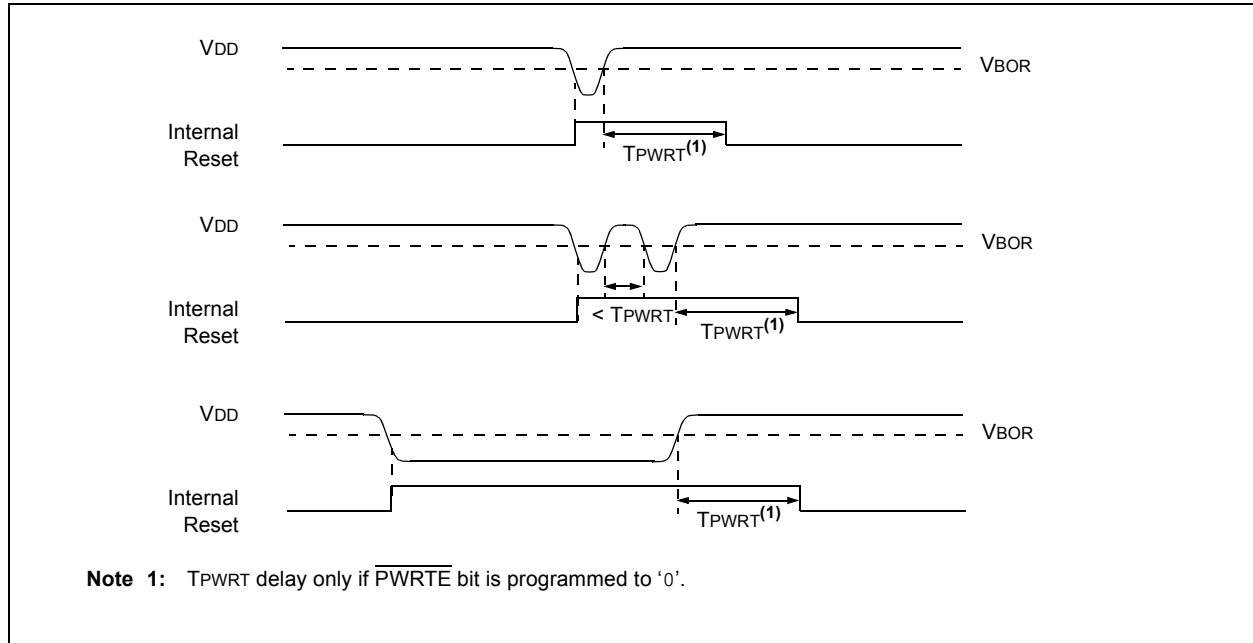 VDD
VBOR
Internal
Reset
TPWRT(1)
VDD
VBOR
Internal
Reset
< TPWRT
TPWRT(1)
VDD
VBOR
Internal
Reset
TPWRT(1)
Note 1: TPWRT delay only if PWRTE bit is programmed to ‘0’.